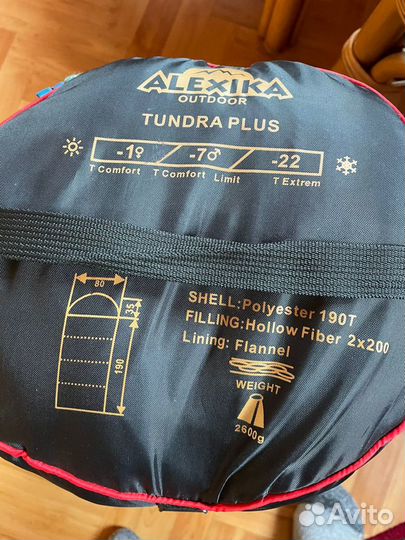 ALEXIKA
OUTDOOR
TUNDRA PLUS
-1♀ -7♂ -22
T Comfort T Comfort Limit T Extrem
80
35
190
SHELL:Polyester 190T
FILLING:Hollow Fiber 2x200
Lining: Flannel
WEIGHT
2600g
Avito